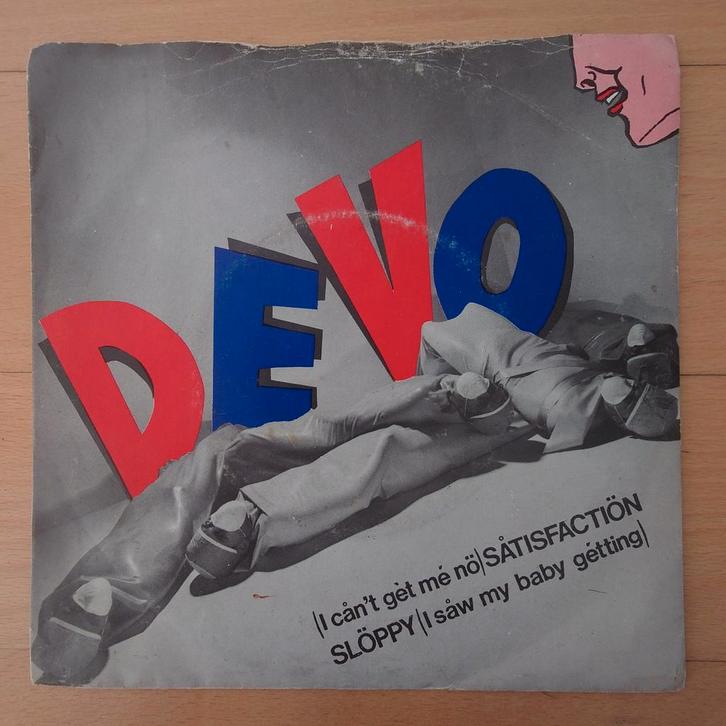 DEVO
(I cån't gèt mé nö)SÅTISFACTIÖN
SLÖPPY(I såw my baby gétting)